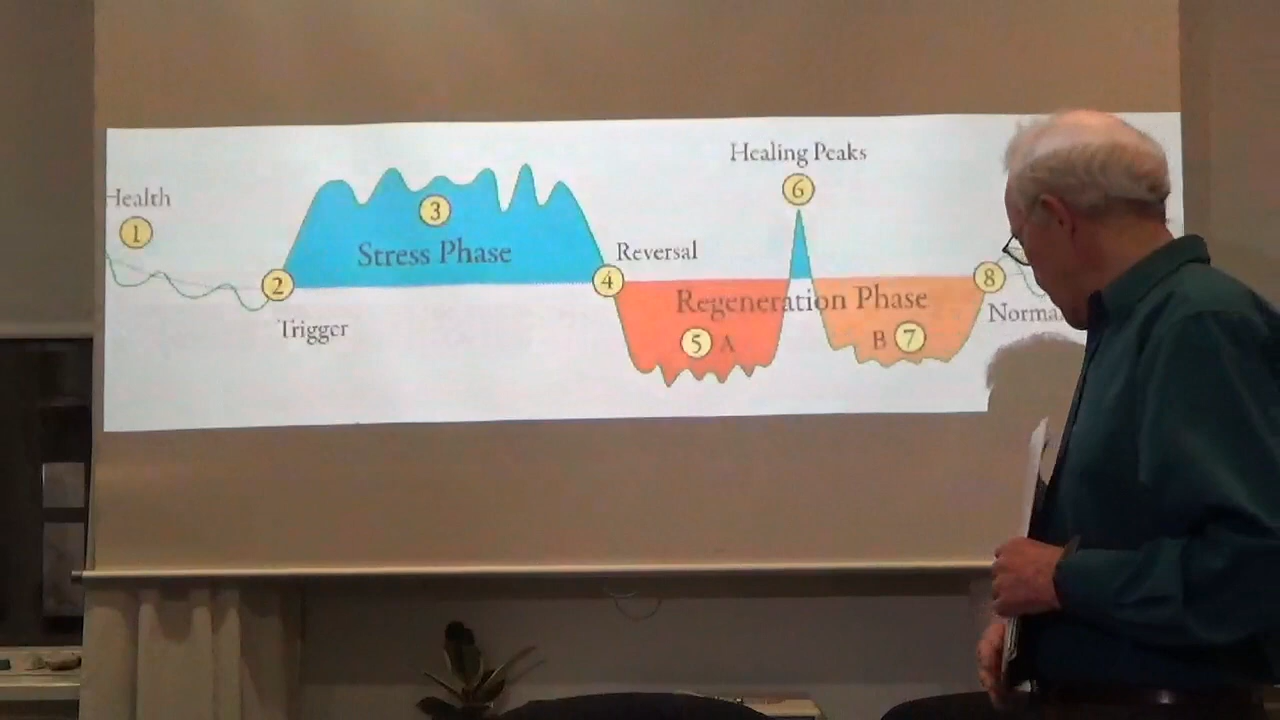 Health
1
2
Trigger
3
Stress Phase
4
Reversal
Regeneration Phase
5 A
Healing Peaks
6
B 7
8